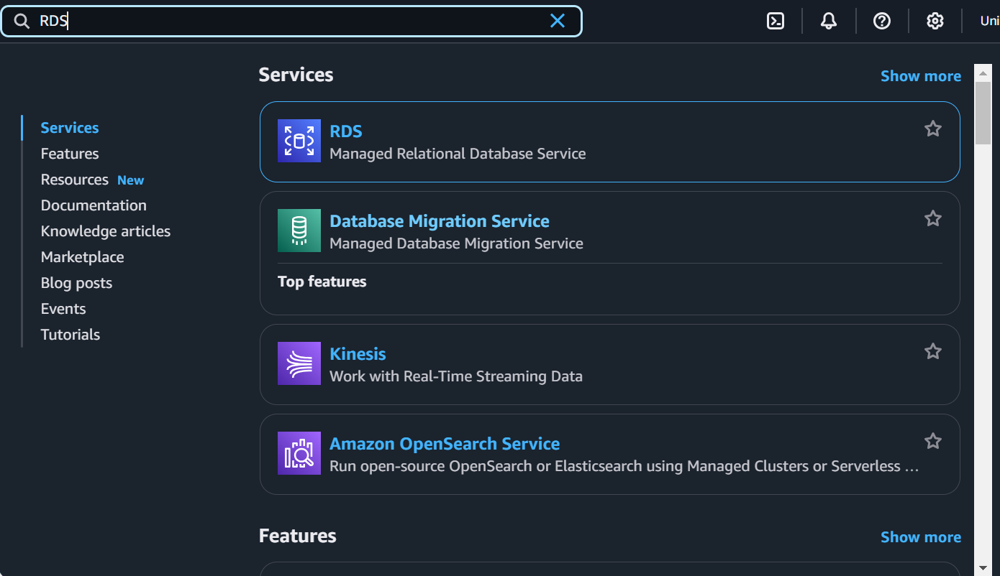 RDS
Uni
Services
Features
Resources New
Documentation
Knowledge articles
Marketplace
Blog posts
Events
Tutorials
Services
Show more
RDS
Managed Relational Database Service
Database Migration Service
Managed Database Migration Service
Top features
Kinesis
Work with Real-Time Streaming Data
Amazon OpenSearch Service
Run open-source OpenSearch or Elasticsearch using Managed Clusters or Serverless ...
Features
Show more